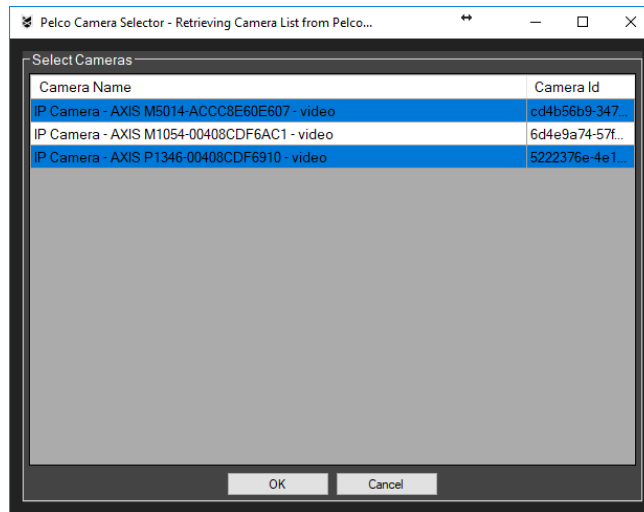 Pelco Camera Selector - Retrieving Camera List from Pelco...
Select Cameras
Camera Name Camera Id
IP Camera - AXIS M5014-ACCC8E60E607 - video cd4b56b9-347...
IP Camera - AXIS M1054-00408CDF6AC1 - video 6d4e9a74-57f...
IP Camera - AXIS P1346-00408CDF6910 - video 5222376e-4e1...
OK Cancel